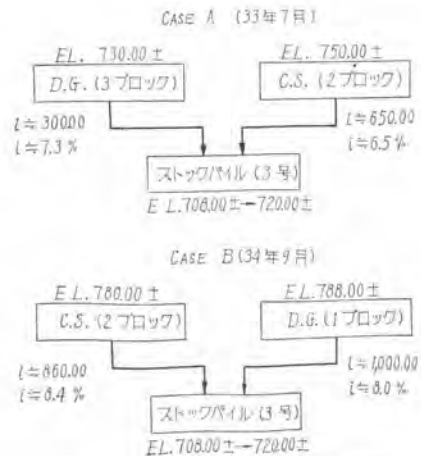 CASE A (33年7月)
EL. 730.00 ±
EL. 750.00 ±
D.G. (3ブロック)
C.S. (2ブロック)
l≒300.00
i≒7.3 %
l≒650.00
i≒6.5 %
ストックパイル (3号)
E L.708.00 ± ― 720.00 ±
CASE B (34年9月)
EL. 780.00 ±
EL. 788.00 ±
C.S. (2ブロック)
D.G. (1ブロック)
l≒860.00
i≒8.4 %
l≒1,000.00
i≒8.0 %
ストックパイル (3号)
EL.708.00 ± ― 720.00 ±